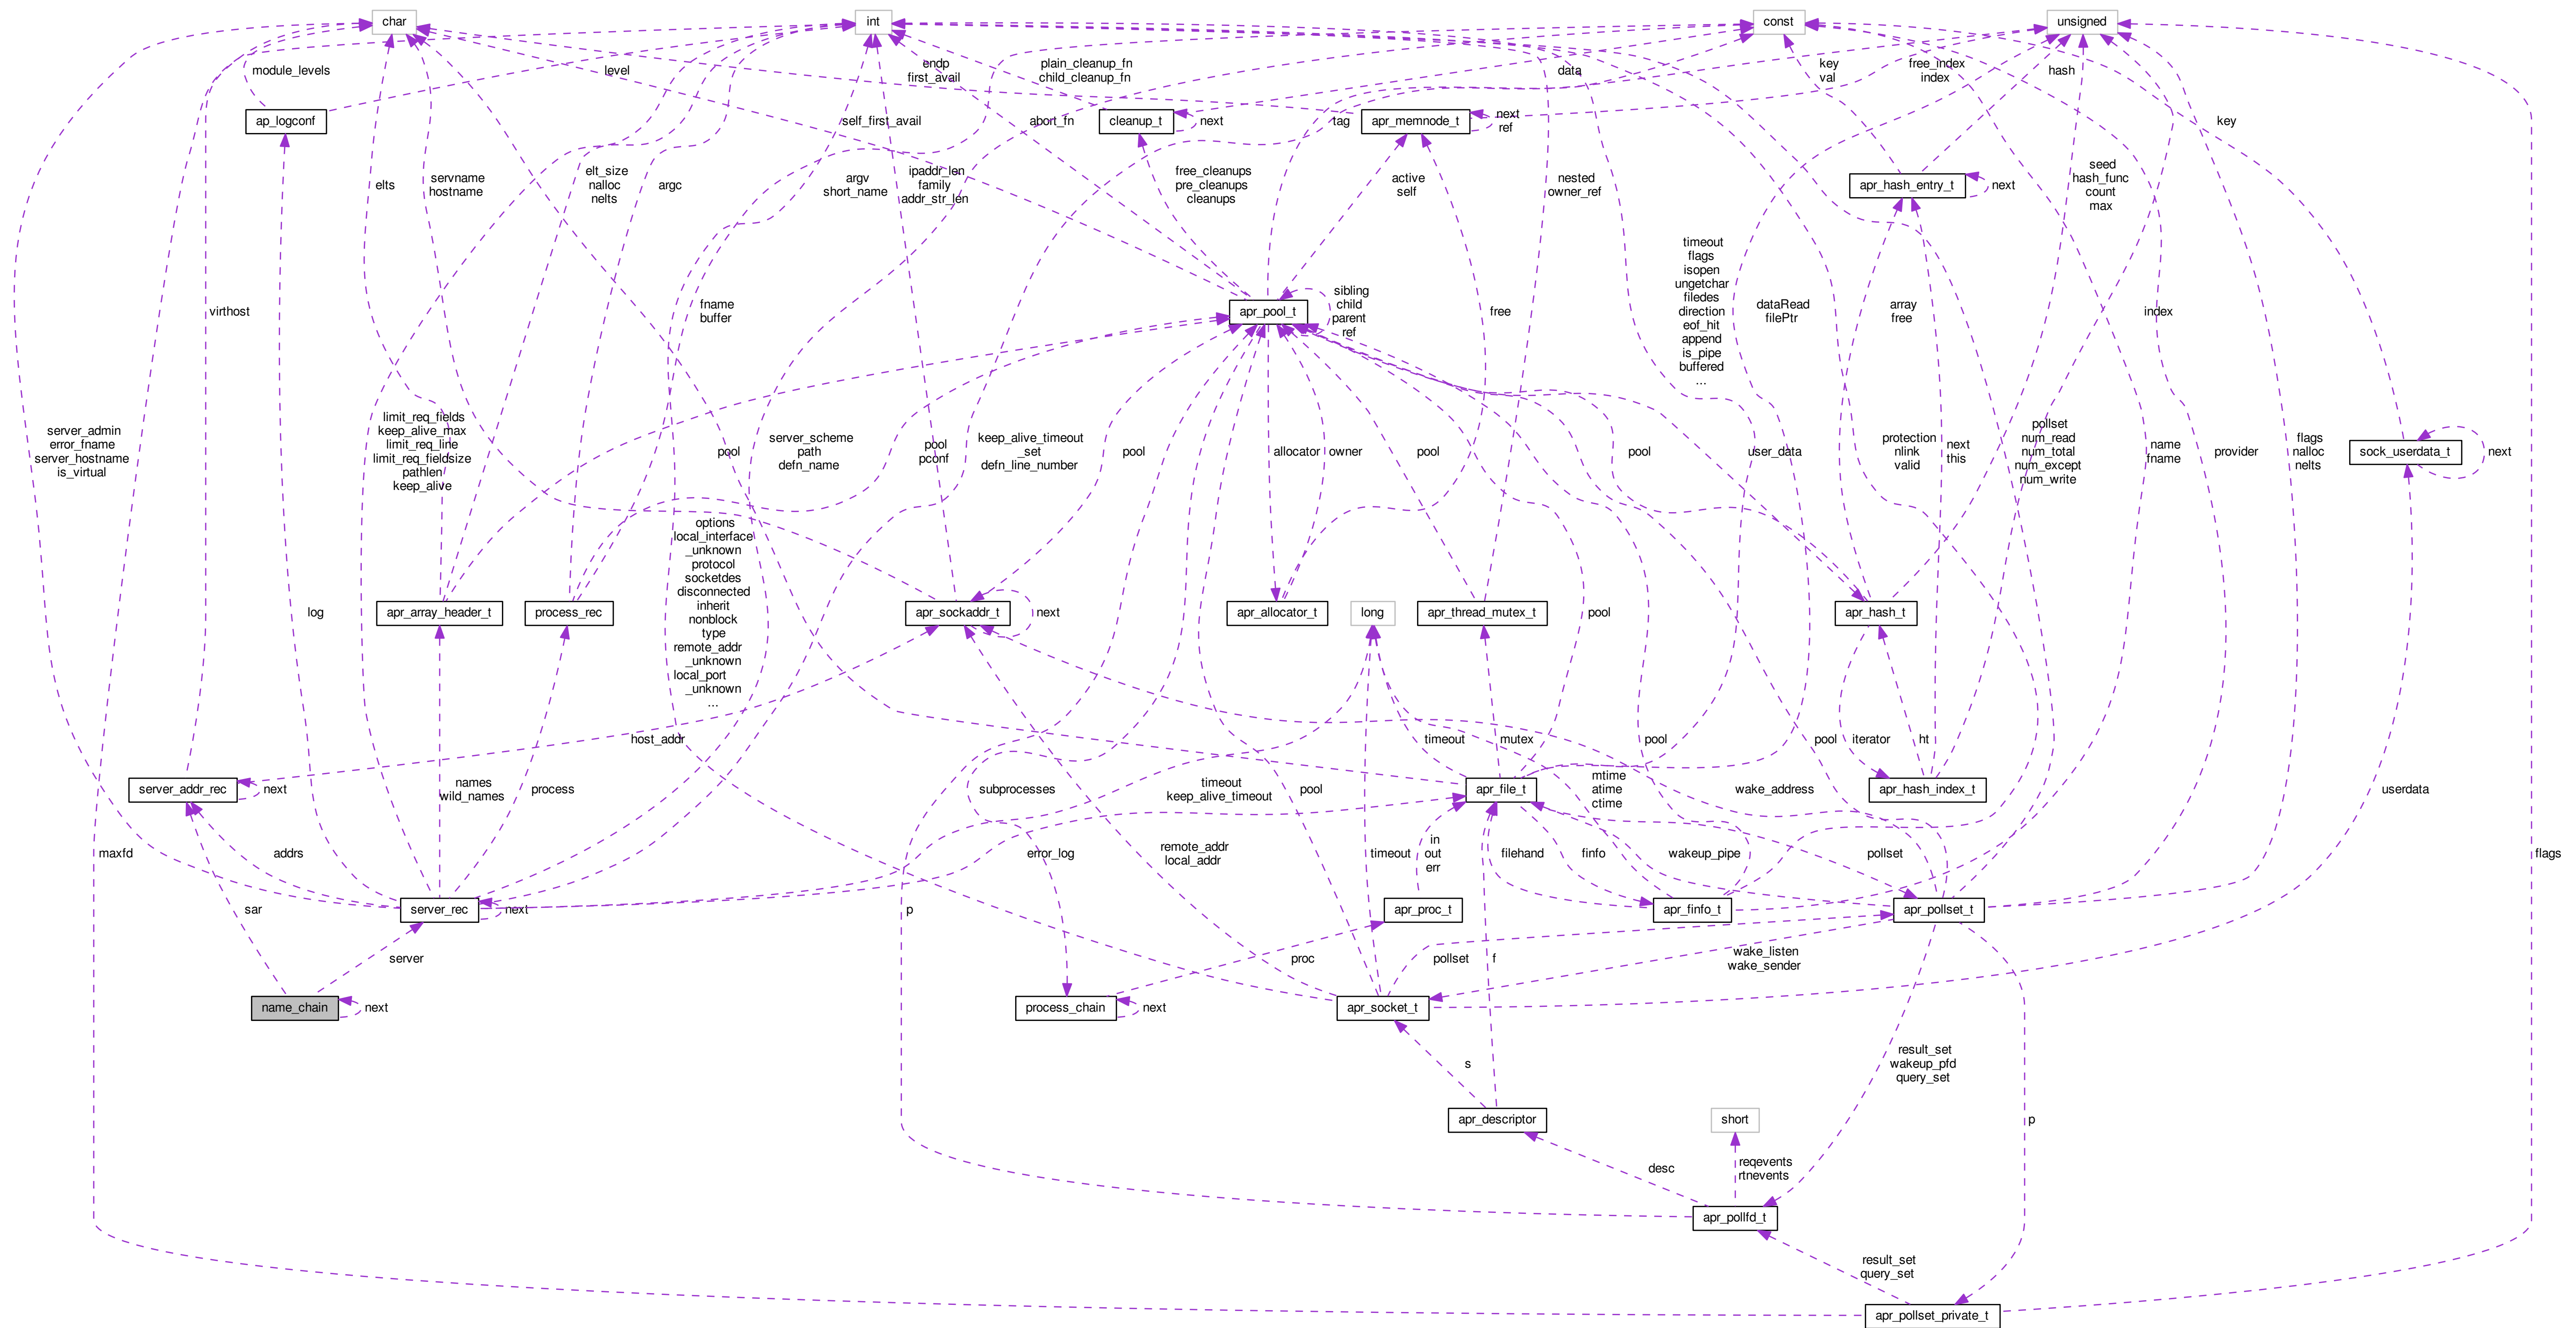 char
int
const
unsigned
module_levels
level
endp
first_avail
plain_cleanup_fn
child_cleanup_fn
data
key
val
free_index
index
hash
ap_logconf
self_first_avail
abort_fn
cleanup_t
next
tag
apr_memnode_t
next
ref
key
elts
servname
hostname
elt_size
nalloc
nelts
argc
argv
short_name
ipaddr_len
family
addr_str_len
free_cleanups
pre_cleanups
cleanups
active
self
nested
owner_ref
apr_hash_entry_t
next
seed
hash_func
count
max
virthost
fname
buffer
apr_pool_t
sibling
child
parent
ref
free
timeout
flags
isopen
ungetchar
filedes
direction
eof_hit
append
is_pipe
buffered
...
dataRead
filePtr
array
free
index
server_admin
error_fname
server_hostname
is_virtual
limit_req_fields
keep_alive_max
limit_req_line
limit_req_fieldsize
pathlen
keep_alive
pool
server_scheme
path
defn_name
pool
pconf
keep_alive_timeout
_set
defn_line_number
pool
allocator
owner
pool
pool
user_data
protection
nlink
valid
next
this
pollset
num_read
num_total
num_except
num_write
name
fname
provider
flags
nalloc
nelts
sock_userdata_t
next
log
apr_array_header_t
process_rec
options
local_interface
_unknown
protocol
socketdes
disconnected
inherit
nonblock
type
remote_addr
_unknown
local_port
_unknown
...
apr_sockaddr_t
next
apr_allocator_t
long
apr_thread_mutex_t
pool
apr_hash_t
host_addr
timeout
mutex
pool
pool
iterator
ht
server_addr_rec
next
names
wild_names
process
subprocesses
timeout
keep_alive_timeout
pool
apr_file_t
mtime
atime
ctime
wake_address
apr_hash_index_t
userdata
maxfd
addrs
error_log
remote_addr
local_addr
timeout
in
out
err
filehand
finfo
wakeup_pipe
pollset
flags
sar
server_rec
next
p
apr_proc_t
apr_finfo_t
apr_pollset_t
server
proc
pollset
f
wake_listen
wake_sender
name_chain
next
process_chain
next
apr_socket_t
s
result_set
wakeup_pfd
query_set
apr_descriptor
short
p
desc
reqevents
rtnevents
apr_pollfd_t
result_set
query_set
apr_pollset_private_t